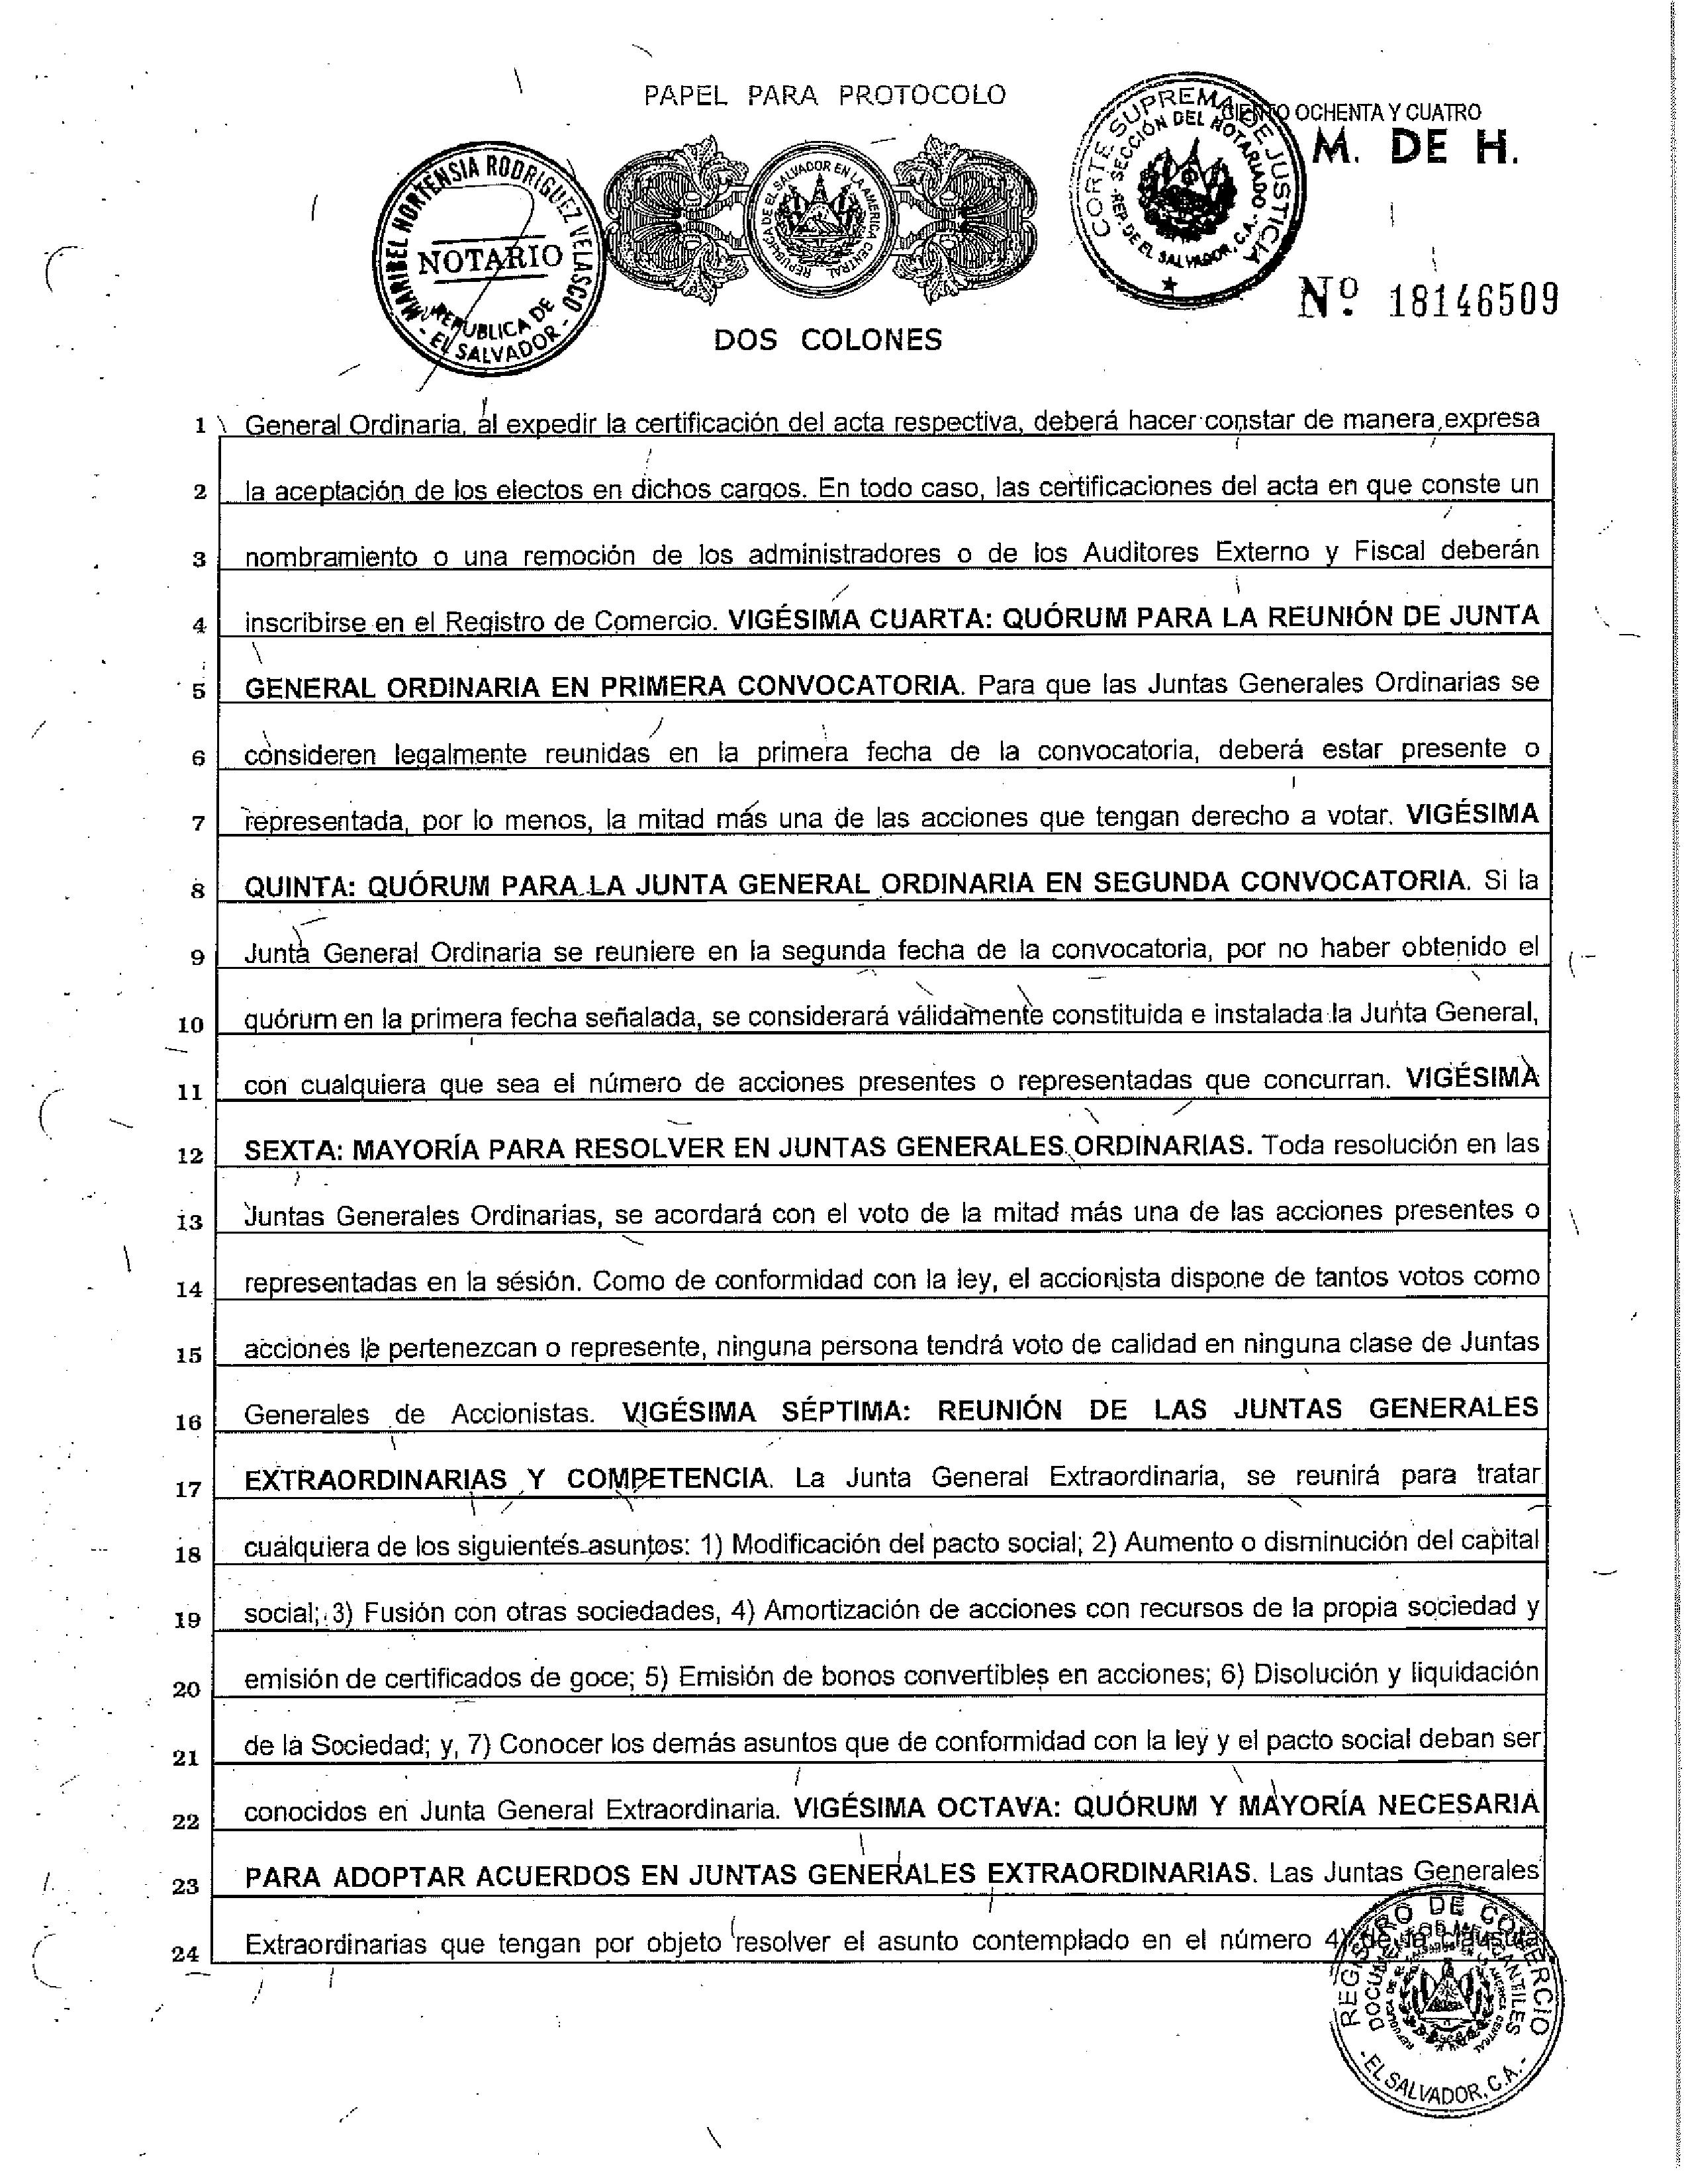 PAPEL PARA PROTOCOLO
CIENTO OCHENTA Y CUATRO
M. DE H.
CORTE SUPREMA DE JUSTICIA
SECCIÓN DEL NOTARIADO
REP. DE EL SALVADOR, C.A.
MARIBEL HORTENSIA RODRIGUEZ VELASCO
NOTARIO
REPUBLICA DE
EL SALVADOR
REPUBLICA DE EL SALVADOR EN LA AMERICA CENTRAL
Nº 18146509
DOS COLONES
1 General Ordinaria, al expedir la certificación del acta respectiva, deberá hacer constar de manera expresa
2 la aceptación de los electos en dichos cargos. En todo caso, las certificaciones del acta en que conste un
3 nombramiento o una remoción de los administradores o de los Auditores Externo y Fiscal deberán
4 inscribirse en el Registro de Comercio. VIGÉSIMA CUARTA: QUÓRUM PARA LA REUNIÓN DE JUNTA
5 GENERAL ORDINARIA EN PRIMERA CONVOCATORIA. Para que las Juntas Generales Ordinarias se
6 consideren legalmente reunidas en la primera fecha de la convocatoria, deberá estar presente o
7 representada, por lo menos, la mitad más una de las acciones que tengan derecho a votar. VIGÉSIMA
8 QUINTA: QUÓRUM PARA LA JUNTA GENERAL ORDINARIA EN SEGUNDA CONVOCATORIA. Si la
9 Junta General Ordinaria se reuniere en la segunda fecha de la convocatoria, por no haber obtenido el
10 quórum en la primera fecha señalada, se considerará válidamente constituida e instalada la Junta General,
11 con cualquiera que sea el número de acciones presentes o representadas que concurran. VIGÉSIMA
12 SEXTA: MAYORÍA PARA RESOLVER EN JUNTAS GENERALES ORDINARIAS. Toda resolución en las
13 Juntas Generales Ordinarias, se acordará con el voto de la mitad más una de las acciones presentes o
14 representadas en la sesión. Como de conformidad con la ley, el accionista dispone de tantos votos como
15 acciones le pertenezcan o represente, ninguna persona tendrá voto de calidad en ninguna clase de Juntas
16 Generales de Accionistas. VIGÉSIMA SÉPTIMA: REUNIÓN DE LAS JUNTAS GENERALES
17 EXTRAORDINARIAS Y COMPETENCIA. La Junta General Extraordinaria, se reunirá para tratar
18 cualquiera de los siguientes asuntos: 1) Modificación del pacto social; 2) Aumento o disminución del capital
19 social; 3) Fusión con otras sociedades, 4) Amortización de acciones con recursos de la propia sociedad y
20 emisión de certificados de goce; 5) Emisión de bonos convertibles en acciones; 6) Disolución y liquidación
21 de la Sociedad; y, 7) Conocer los demás asuntos que de conformidad con la ley y el pacto social deban ser
22 conocidos en Junta General Extraordinaria. VIGÉSIMA OCTAVA: QUÓRUM Y MAYORÍA NECESARIA
23 PARA ADOPTAR ACUERDOS EN JUNTAS GENERALES EXTRAORDINARIAS. Las Juntas Generales
24 Extraordinarias que tengan por objeto resolver el asunto contemplado en el número 4) de la cláusula
REGISTRO DE COMERCIO
EL SALVADOR, C.A.